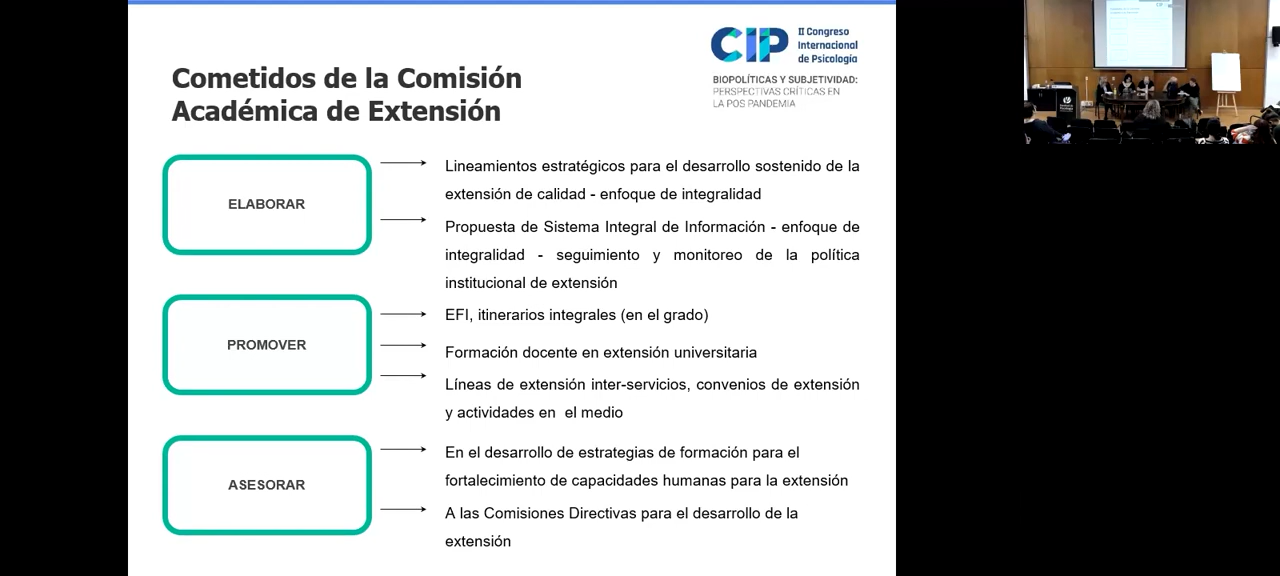 Cometidos de la Comisión
Académica de Extensión
CIP
II Congreso
Internacional
de Psicología
BIOPOLÍTICAS Y SUBJETIVIDAD:
PERSPECTIVAS CRÍTICAS EN
LA POS PANDEMIA
ELABORAR
Lineamientos estratégicos para el desarrollo sostenido de la
extensión de calidad - enfoque de integralidad
Propuesta de Sistema Integral de Información - enfoque de
integralidad - seguimiento y monitoreo de la política
institucional de extensión
PROMOVER
EFI, itinerarios integrales (en el grado)
Formación docente en extensión universitaria
Líneas de extensión inter-servicios, convenios de extensión
y actividades en el medio
ASESORAR
En el desarrollo de estrategias de formación para el
fortalecimiento de capacidades humanas para la extensión
A las Comisiones Directivas para el desarrollo de la
extensión
CIP